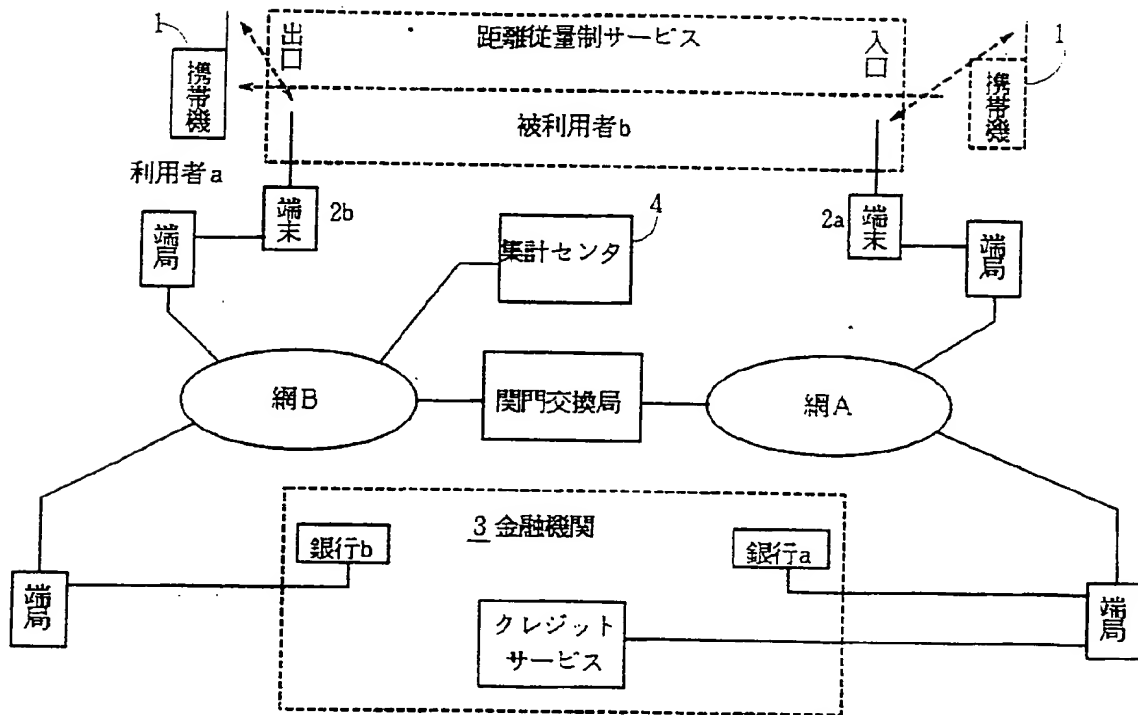 1
出口
距離従量制サービス
入口
1
携帯機
携帯機
被利用者b
利用者a
端末
2b
4
2a
端末
端局
集計センタ
端局
網B
関門交換局
網A
3 金融機関
銀行b
銀行a
端局
クレジット
サービス
端局